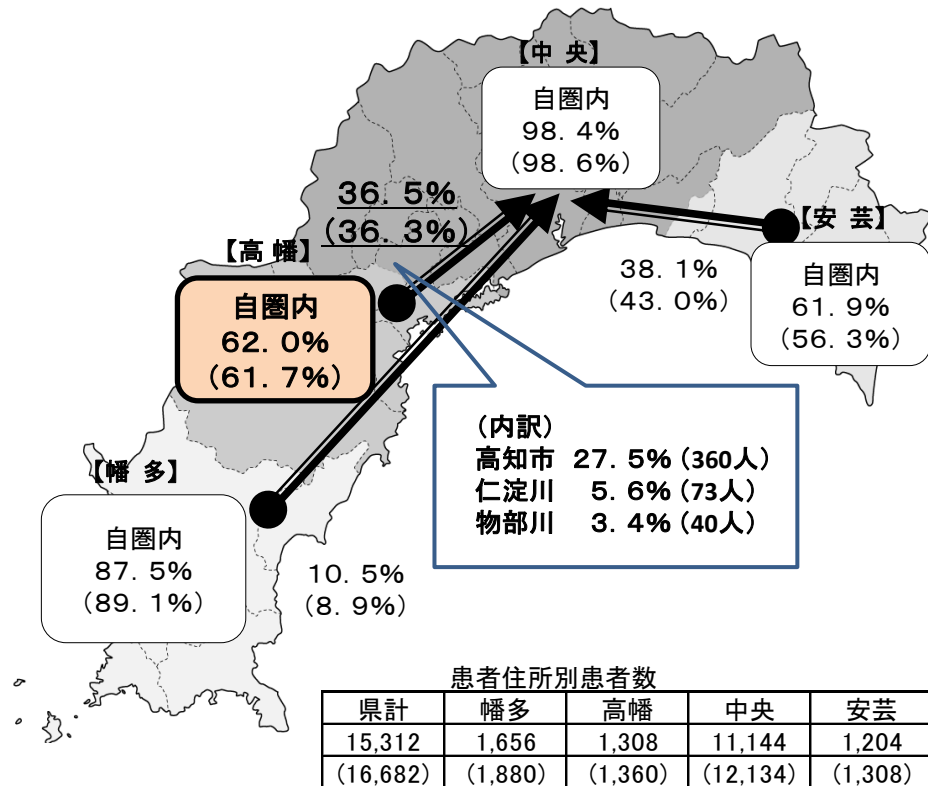 【中 央】
自圏内
98.4%
(98.6%)
36.5%
(36.3%)
【高 幡】
自圏内
62.0%
(61.7%)
【安 芸】
自圏内
61.9%
(56.3%)
38.1%
(43.0%)
(内訳)
高知市 27.5%(360人)
仁淀川 5.6%(73人)
物部川 3.4%(40人)
【幡 多】
自圏内
87.5%
(89.1%)
10.5%
(8.9%)
患者住所別患者数
県計 幡多 高幡 中央 安芸
15,312 1,656 1,308 11,144 1,204
(16,682) (1,880) (1,360) (12,134) (1,308)